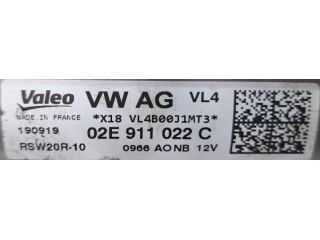 Valeo VW AG VL4
MADE IN FRANCE *X18 VL4B00J1MT3*
190919 02E 911 022 C
RSW20R-10 0966 AONB 12V